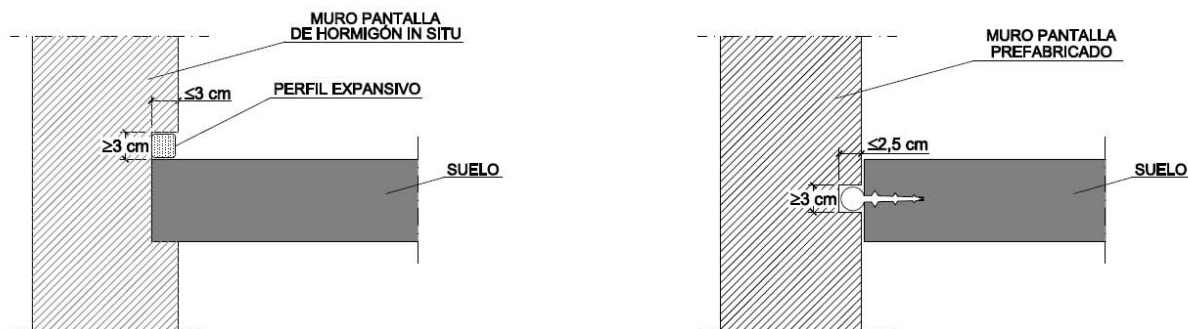 MURO PANTALLA
DE HORMIGÓN IN SITU
≤3 cm
PERFIL EXPANSIVO
≥3 cm
SUELO
MURO PANTALLA
PREFABRICADO
≤2,5 cm
≥3 cm
SUELO